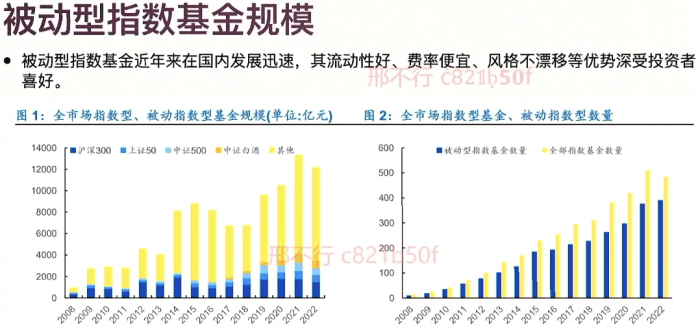 被动型指数基金规模
• 被动型指数基金近年来在国内发展迅速，其流动性好、费率便宜、风格不漂移等优势深受投资者
喜好。
邢不行 c821b50f
图 1：全市场指数型、被动指数型基金规模(单位:亿元)
沪深300 上证50 中证500 中证白酒 其他
14000
12000
10000
8000
6000
4000
2000
0
2008 2009 2010 2011 2012 2013 2014 2015 2016 2017 2018 2019 2020 2021 2022
图 2：全市场指数型基金、被动指数型数量
被动型指数基金数量 全部指数基金数量
600
500
400
300
200
100
0
2008 2009 2010 2011 2012 2013 2014 2015 2016 2017 2018 2019 2020 2021 2022
邢不行 c821b50f